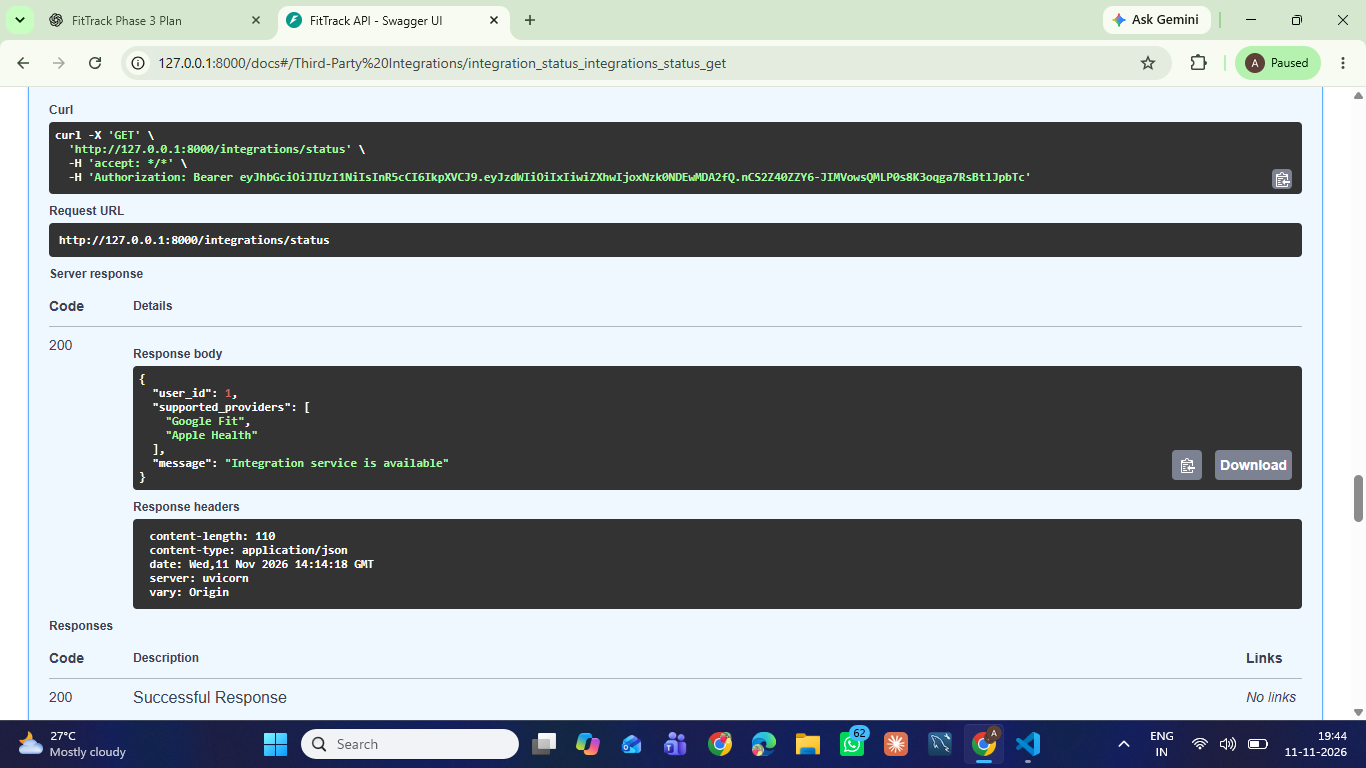 FitTrack Phase 3 Plan
FitTrack API - Swagger UI
Ask Gemini
127.0.0.1:8000/docs#/Third-Party%20Integrations/integration_status_integrations_status_get
A
Paused
Curl
curl -X 'GET' \
'http://127.0.0.1:8000/integrations/status' \
-H 'accept: */*' \
-H 'Authorization: Bearer eyJhbGciOiJIUzI1NiIsInR5cCI6IkpXVCJ9.eyJzdWIiOiIxIiwiZXhwIjoxNzk0NDEwMDA2fQ.nCS2Z40ZZY6-JIMVowsQMLP0s8K3oqga7RsBtlJpbTc'
Request URL
http://127.0.0.1:8000/integrations/status
Server response
Code Details
200
Response body
{
"user_id": 1,
"supported_providers": [
"Google Fit",
"Apple Health"
],
"message": "Integration service is available"
}
Download
Response headers
content-length: 110
content-type: application/json
date: Wed,11 Nov 2026 14:14:18 GMT
server: uvicorn
vary: Origin
Responses
Code Description Links
200 Successful Response No links
27°C
Mostly cloudy
Search
62
A
ENG
IN
19:44
11-11-2026